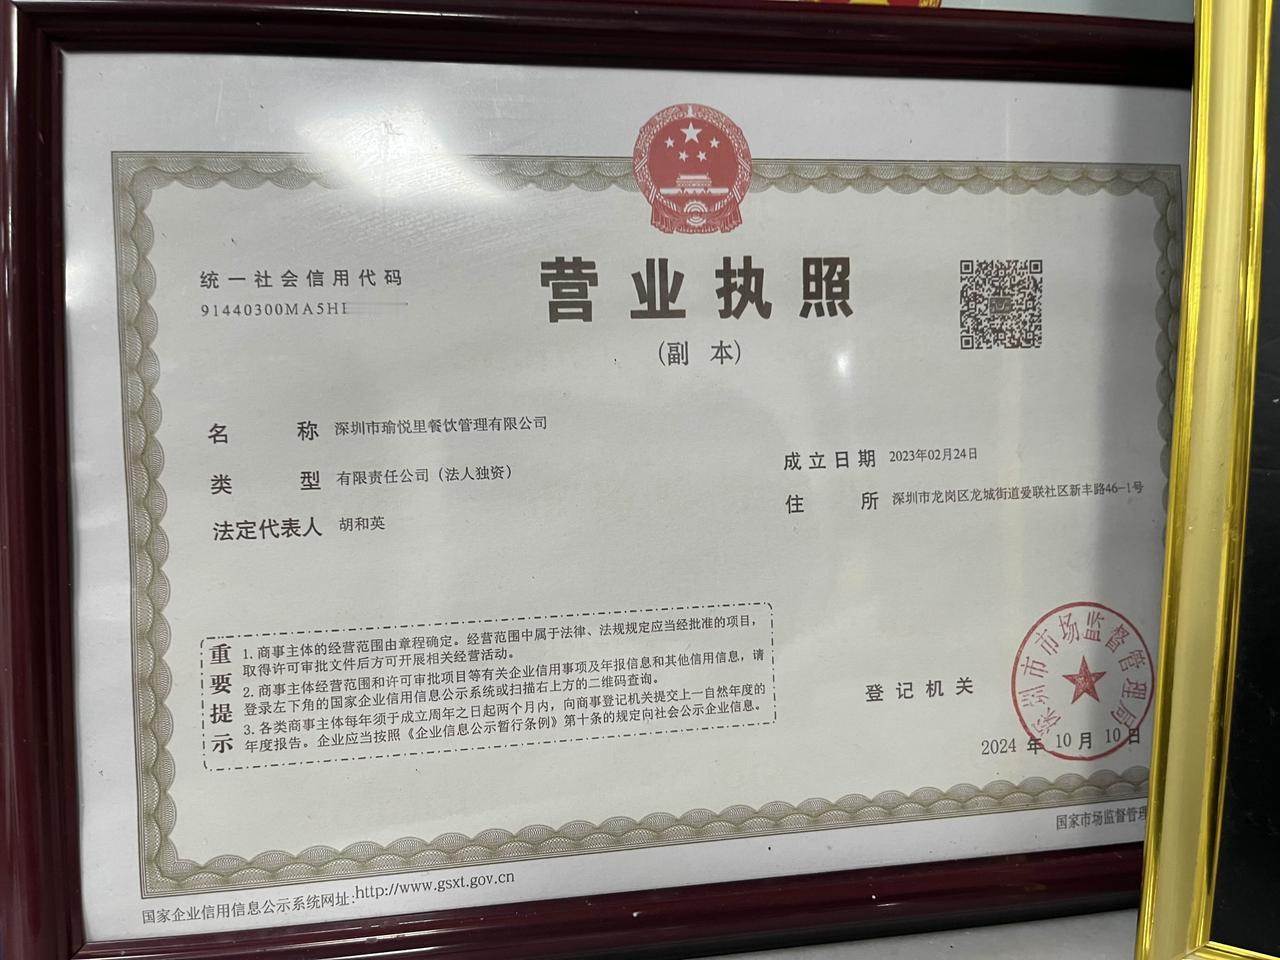 统一社会信用代码
91440300MA5H
营业执照
(副本)
名称 深圳市瑜悦里餐饮管理有限公司
类型 有限责任公司（法人独资）
法定代表人 胡和英
成立日期 2023年02月24日
住所 深圳市龙岗区龙城街道爱联社区新丰路46-1号
重要提示
1. 商事主体的经营范围由章程确定。经营范围中属于法律、法规规定应当经批准的项目，
取得许可审批文件后方可开展相关经营活动。
2. 商事主体经营范围和许可审批项目等有关企业信用事项及年报信息和其他信用信息，请
登录左下角的国家企业信用信息公示系统或扫描右上方的二维码查询。
3. 各类商事主体每年须于成立周年之日起两个月内，向商事登记机关提交上一自然年度的
年度报告。企业应当按照《企业信息公示暂行条例》第十条的规定向社会公示企业信息。
登记机关
深圳市市场监督管理局
2024 年 10 月 10 日
国家企业信用信息公示系统网址:http://www.gsxt.gov.cn
国家市场监督管理